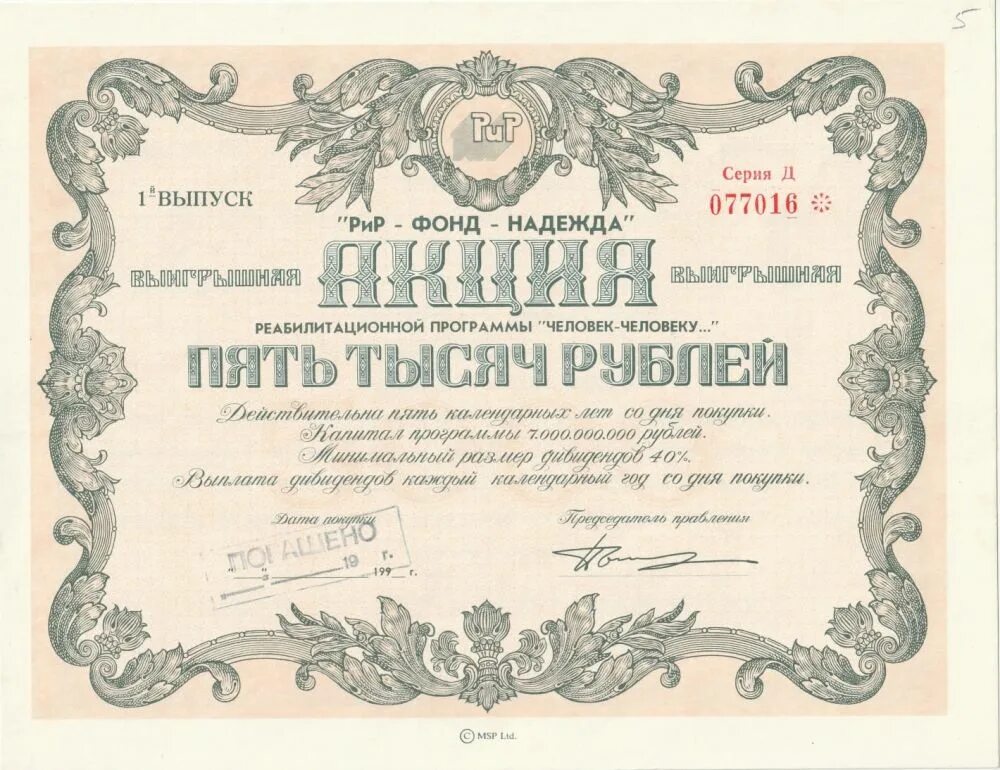 5
РиР
Серия Д
1й ВЫПУСК
077016
"РиР - ФОНД - НАДЕЖДА"
ВЫИГРЫШНАЯ АКЦИЯ ВЫИГРЫШНАЯ
РЕАБИЛИТАЦИОННОЙ ПРОГРАММЫ "ЧЕЛОВЕК-ЧЕЛОВЕКУ..."
ПЯТЬ ТЫСЯЧ РУБЛЕЙ
Действительна пять календарных лет со дня покупки.
Капитал программы 7.000.000.000 рублей.
Минимальный размер дивидендов 40%.
Выплата дивидендов каждый календарный год со дня покупки.
Дата покупки Председатель правления
ПОГАШЕНО
19 г.
199 г.
© MSP Ltd.